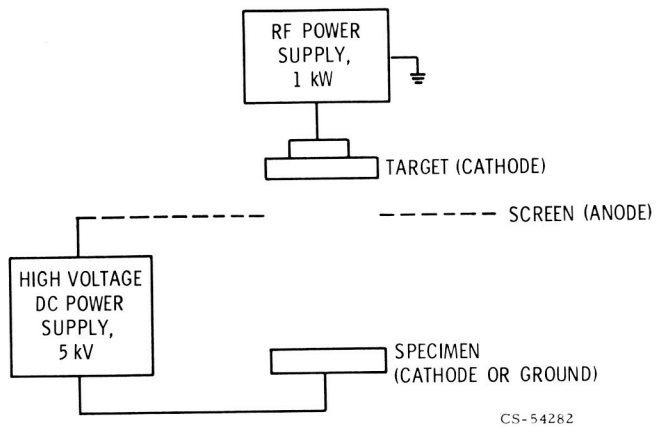 RF POWER
SUPPLY,
1 kW
TARGET (CATHODE)
SCREEN (ANODE)
HIGH VOLTAGE
DC POWER
SUPPLY,
5 kV
SPECIMEN
(CATHODE OR GROUND)
CS-54282